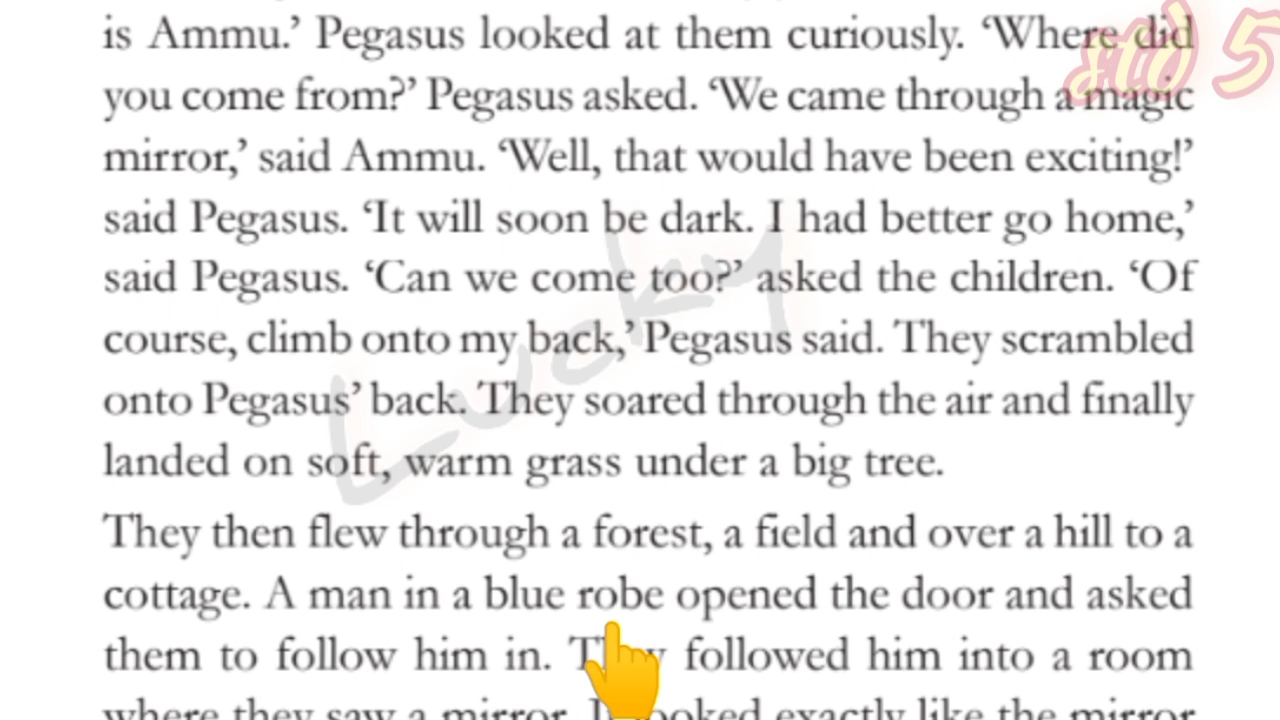 is Ammu.’ Pegasus looked at them curiously. ‘Where did
you come from?’ Pegasus asked. ‘We came through a magic
mirror,’ said Ammu. ‘Well, that would have been exciting!’
said Pegasus. ‘It will soon be dark. I had better go home,’
said Pegasus. ‘Can we come too?’ asked the children. ‘Of
course, climb onto my back,’ Pegasus said. They scrambled
onto Pegasus’ back. They soared through the air and finally
landed on soft, warm grass under a big tree.
They then flew through a forest, a field and over a hill to a
cottage. A man in a blue robe opened the door and asked
them to follow him in. They followed him into a room
where they saw a mirror. It looked exactly like the mirror
std 5
Lucky